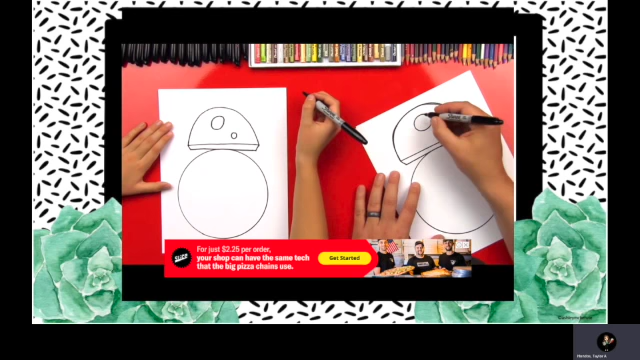 For just $2.25 per order,
your shop can have the same tech
that the big pizza chains use.
SLICE
Get Started